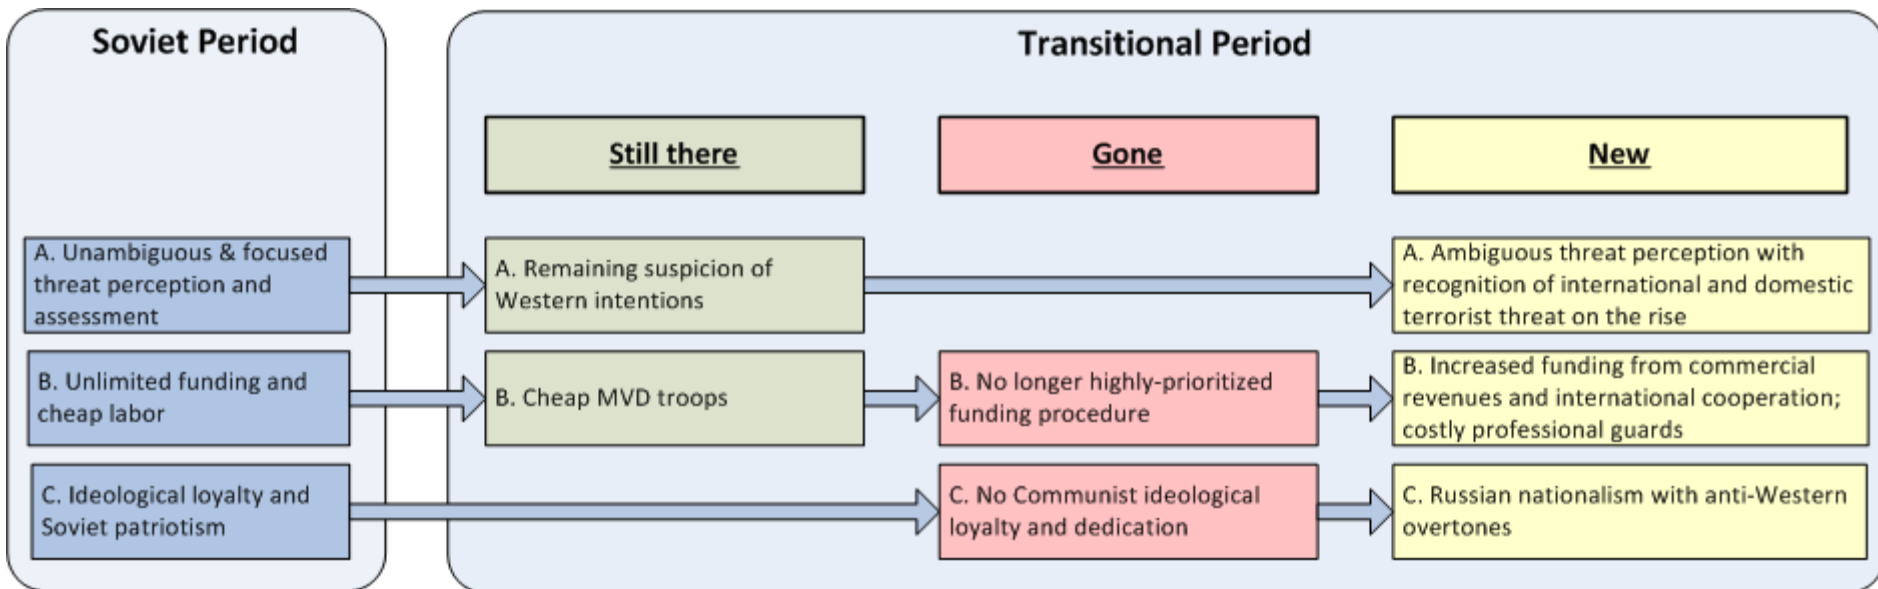 Soviet Period
Transitional Period
Still there
Gone
New
A. Unambiguous & focused
threat perception and
assessment
A. Remaining suspicion of
Western intentions
A. Ambiguous threat perception with
recognition of international and domestic
terrorist threat on the rise
B. Unlimited funding and
cheap labor
B. Cheap MVD troops
B. No longer highly-prioritized
funding procedure
B. Increased funding from commercial
revenues and international cooperation;
costly professional guards
C. Ideological loyalty and
Soviet patriotism
C. No Communist ideological
loyalty and dedication
C. Russian nationalism with anti-Western
overtones